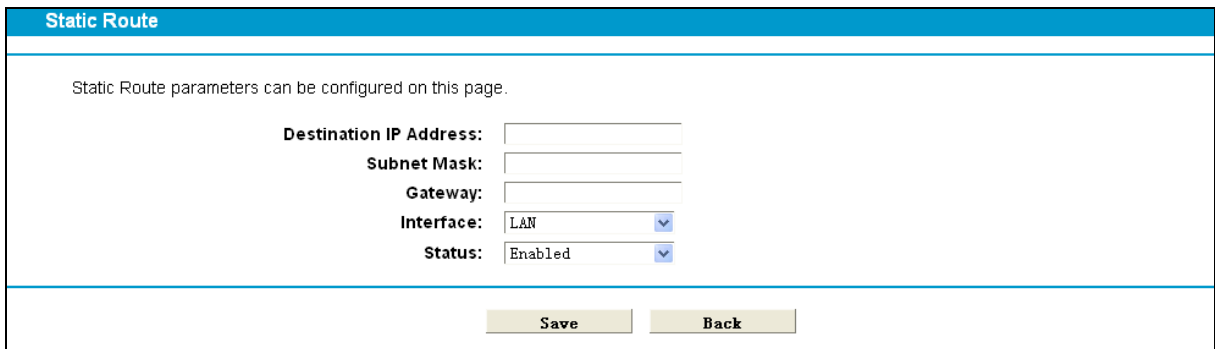 Static Route
Static Route parameters can be configured on this page.
Destination IP Address:
Subnet Mask:
Gateway:
Interface: LAN
Status: Enabled
Save Back